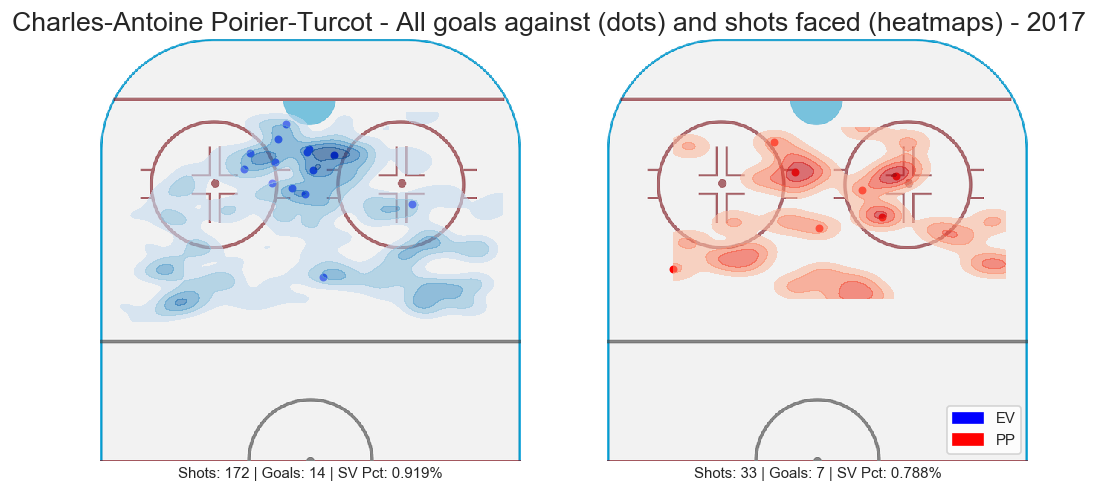 Charles-Antoine Poirier-Turcot - All goals against (dots) and shots faced (heatmaps) - 2017
EV
PP
Shots: 172 | Goals: 14 | SV Pct: 0.919%
Shots: 33 | Goals: 7 | SV Pct: 0.788%